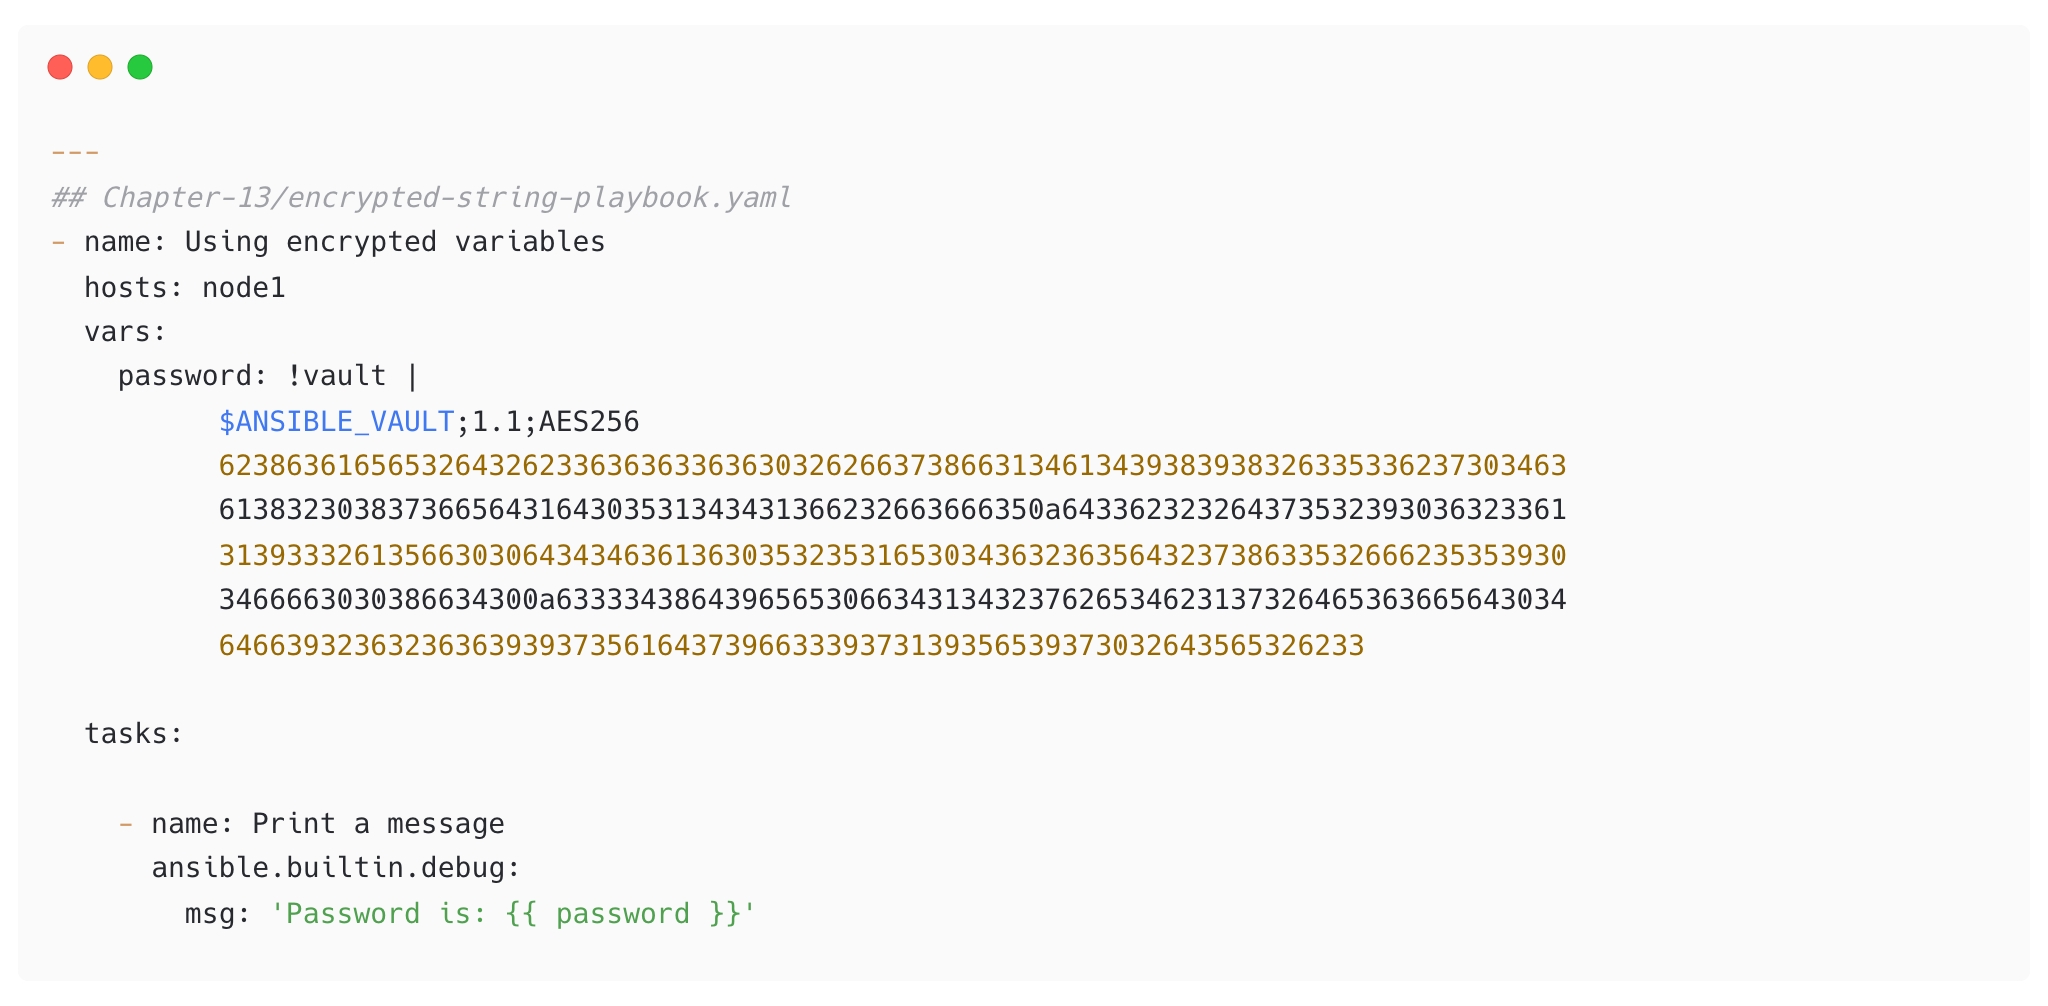 ---
## Chapter-13/encrypted-string-playbook.yaml
- name: Using encrypted variables
  hosts: node1
  vars:
    password: !vault |
          $ANSIBLE_VAULT;1.1;AES256
          62386361656532643262336363633636303262663738663134613439383938326335336237303463
          6138323038373665643164303531343431366232663666350a643362323264373532393036323361
          31393332613566303064343463613630353235316530343632363564323738633532666235353930
          3466663030386634300a633334386439656530663431343237626534623137326465363665643034
          64663932363236363939373561643739663339373139356539373032643565326233
  tasks:
    - name: Print a message
      ansible.builtin.debug:
        msg: 'Password is: {{ password }}'